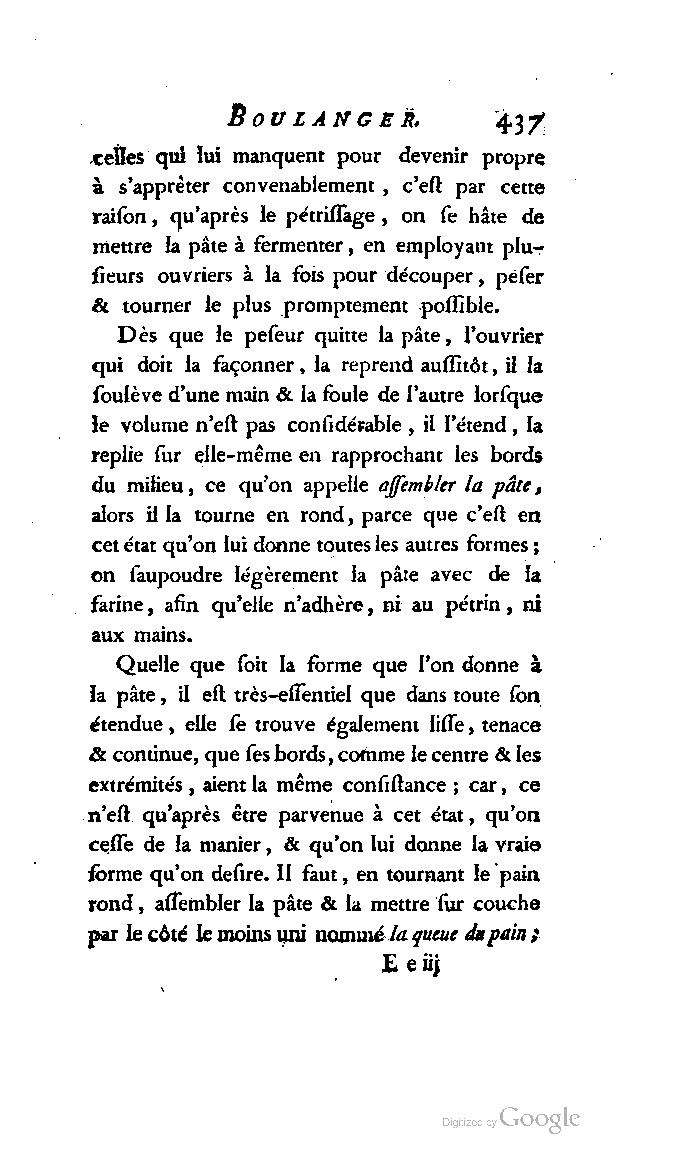 BOULANGER. 437
celles qui lui manquent pour devenir propre
à s'apprêter convenablement, c'eſt par cette
raiſon, qu'après le pétriſſage, on ſe hâte de
mettre la pâte à fermenter, en employant plu-
ſieurs ouvriers à la fois pour découper, peſer
& tourner le plus promptement poſſible.
Dès que le peſeur quitte la pâte, l'ouvrier
qui doit la façonner, la reprend auſſitôt, il la
ſoulève d'une main & la foule de l'autre lorſque
le volume n'eſt pas conſidérable, il l'étend, la
replie ſur elle-même en rapprochant les bords
du milieu, ce qu'on appelle aſſembler la pâte,
alors il la tourne en rond, parce que c'eſt en
cet état qu'on lui donne toutes les autres formes;
on ſaupoudre légèrement la pâte avec de la
farine, afin qu'elle n'adhère, ni au pétrin, ni
aux mains.
Quelle que ſoit la forme que l'on donne à
la pâte, il eſt très-eſſentiel que dans toute ſon
étendue, elle ſe trouve également liſſe, tenace
& continue, que ſes bords, comme le centre & les
extrémités, aient la même conſiſtance; car, ce
n'eſt qu'après être parvenue à cet état, qu'on
ceſſe de la manier, & qu'on lui donne la vraie
forme qu'on deſire. Il faut, en tournant le pain
rond, aſſembler la pâte & la mettre ſur couche
par le côté le moins uni nommé la queue du pain;
E e iij
Digitized by Google